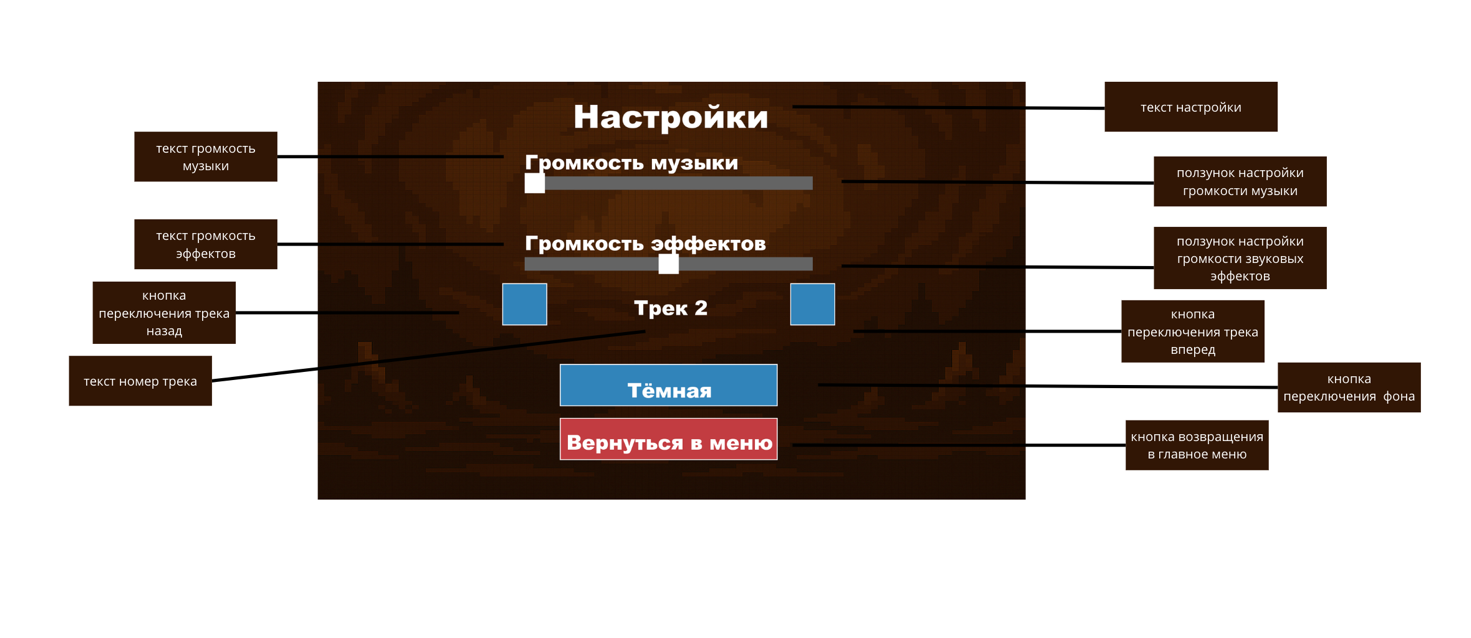 Настройки
Громкость музыки
Громкость эффектов
Трек 2
Тёмная
Вернуться в меню
текст громкость
музыки
текст громкость
эффектов
кнопка
переключения трека
назад
текст номер трека
текст настройки
ползунок настройки
громкости музыки
ползунок настройки
громкости звуковых
эффектов
кнопка
переключения трека
вперед
кнопка
переключения фона
кнопка возвращения
в главное меню